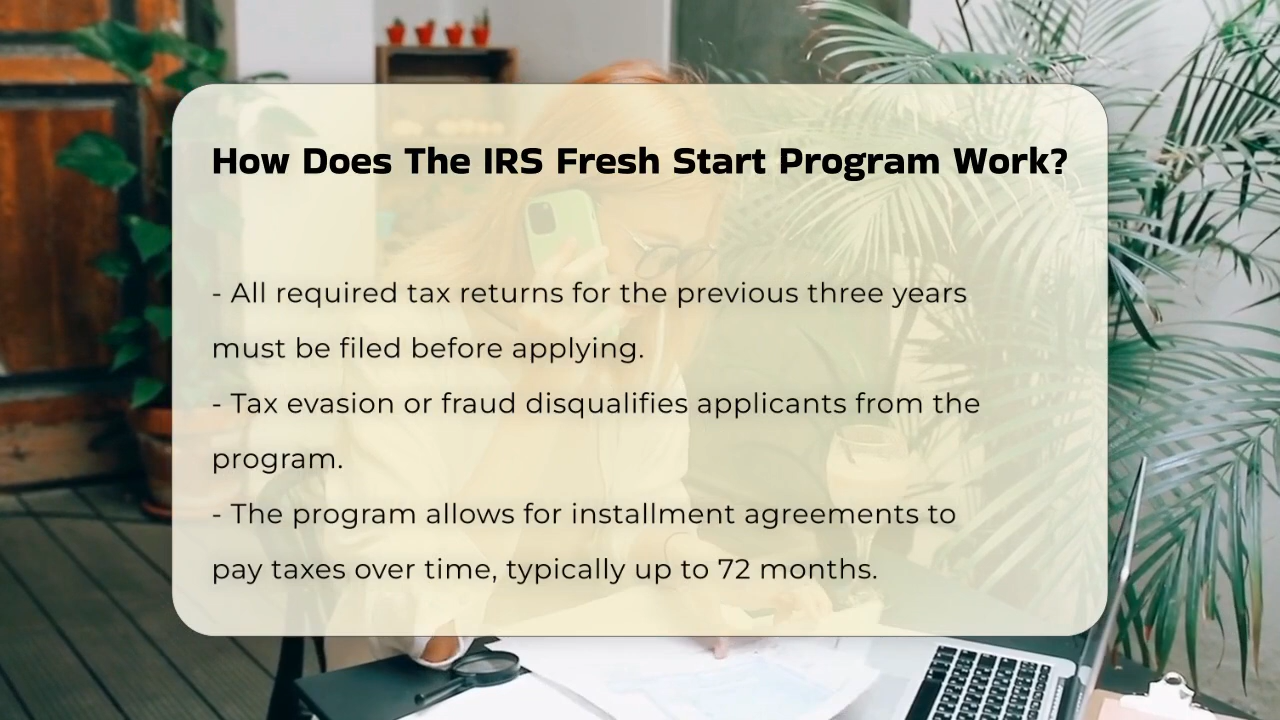 How Does The IRS Fresh Start Program Work?
- All required tax returns for the previous three years
must be filed before applying.
- Tax evasion or fraud disqualifies applicants from the
program.
- The program allows for installment agreements to
pay taxes over time, typically up to 72 months.